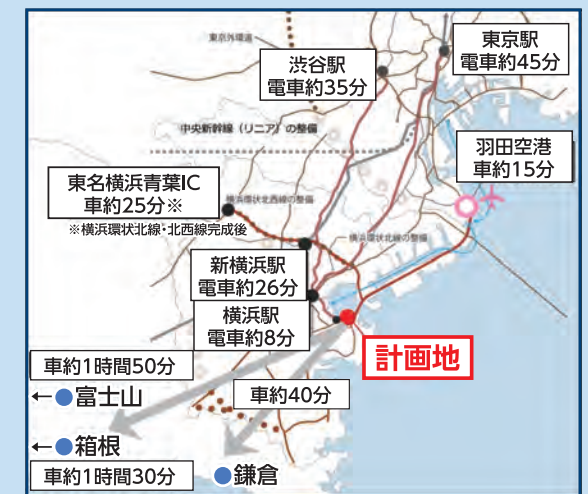 東京外環道
東京駅
電車約45分
渋谷駅
電車約35分
中央新幹線（リニア）の整備
羽田空港
車約15分
東名横浜青葉IC
車約25分※
横浜環状北西線の整備
※横浜環状北線・北西線完成後
横浜環状北線の整備
新横浜駅
電車約26分
横浜駅
電車約8分
計画地
車約1時間50分
←●富士山
車約40分
←●箱根
車約1時間30分
●鎌倉